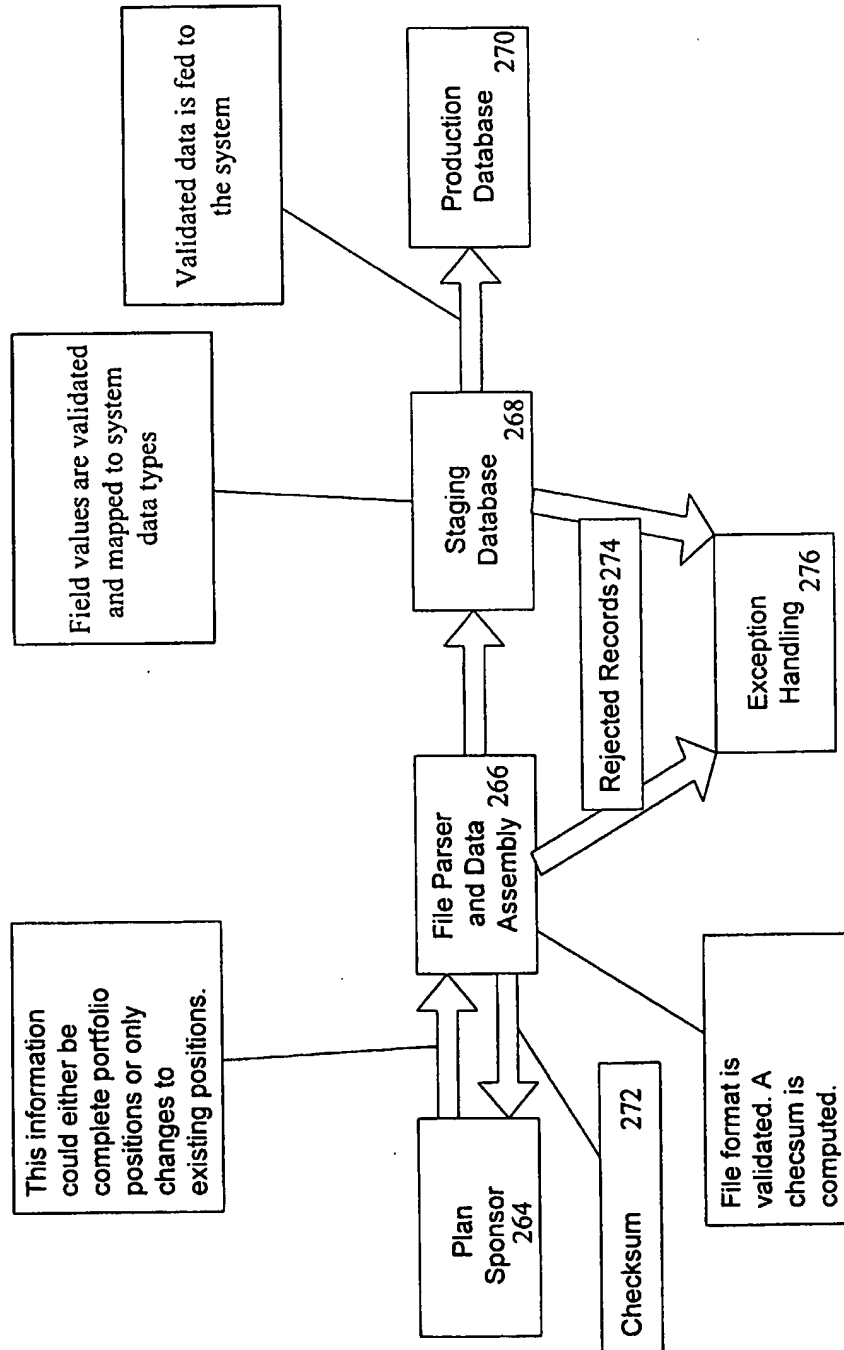 This information
could either be
complete portfolio
positions or only
changes to
existing positions.
Field values are validated
and mapped to system
data types
Validated data is fed to
the system
Plan
Sponsor
264
File Parser
and Data
Assembly 266
Staging
Database
268
Production
Database
270
Checksum 272
Rejected Records 274
File format is
validated. A
checsum is
computed.
Exception
Handling
276